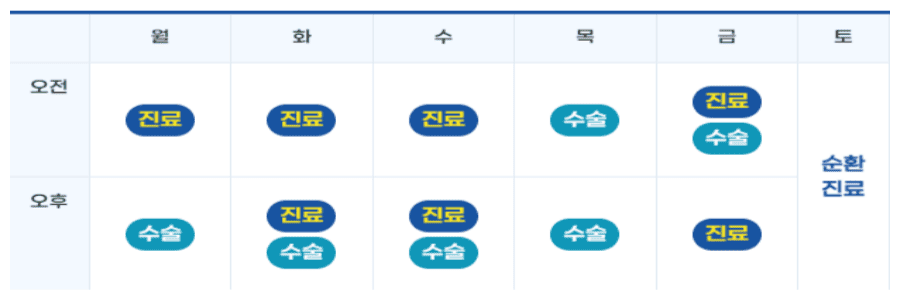 월 화 수 목 금 토
오전
진료 진료 진료 수술 진료
수술
순환
진료
오후
수술 진료 진료 수술 진료
수술 수술